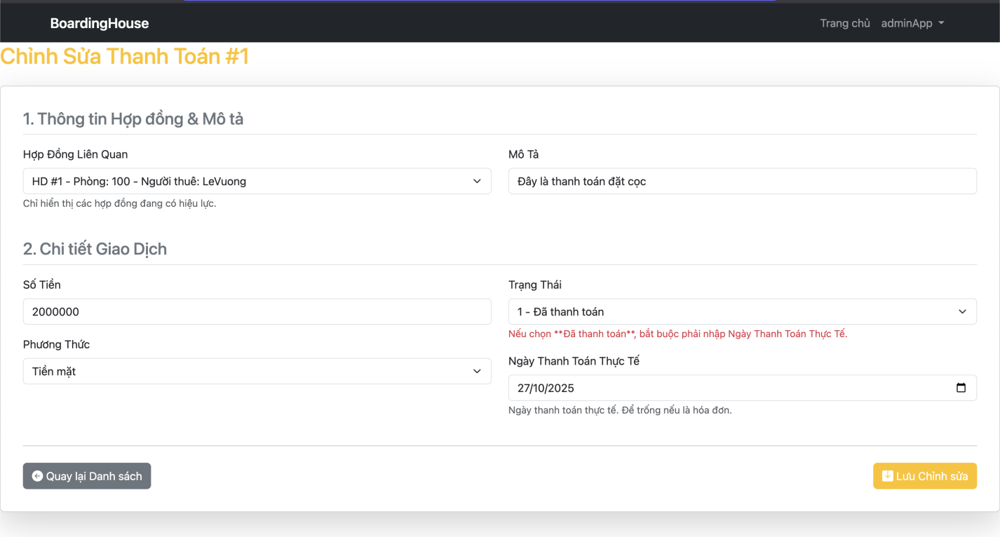 BoardingHouse
Trang chủ adminApp
Chỉnh Sửa Thanh Toán #1
1. Thông tin Hợp đồng & Mô tả
Hợp Đồng Liên Quan
HD #1 - Phòng: 100 - Người thuê: LeVuong
Chỉ hiển thị các hợp đồng đang có hiệu lực.
Mô Tả
Đây là thanh toán đặt cọc
2. Chi tiết Giao Dịch
Số Tiền
2000000
Phương Thức
Tiền mặt
Trạng Thái
1 - Đã thanh toán
Nếu chọn **Đã thanh toán**, bắt buộc phải nhập Ngày Thanh Toán Thực Tế.
Ngày Thanh Toán Thực Tế
27/10/2025
Ngày thanh toán thực tế. Để trống nếu là hóa đơn.
Quay lại Danh sách
Lưu Chỉnh sửa